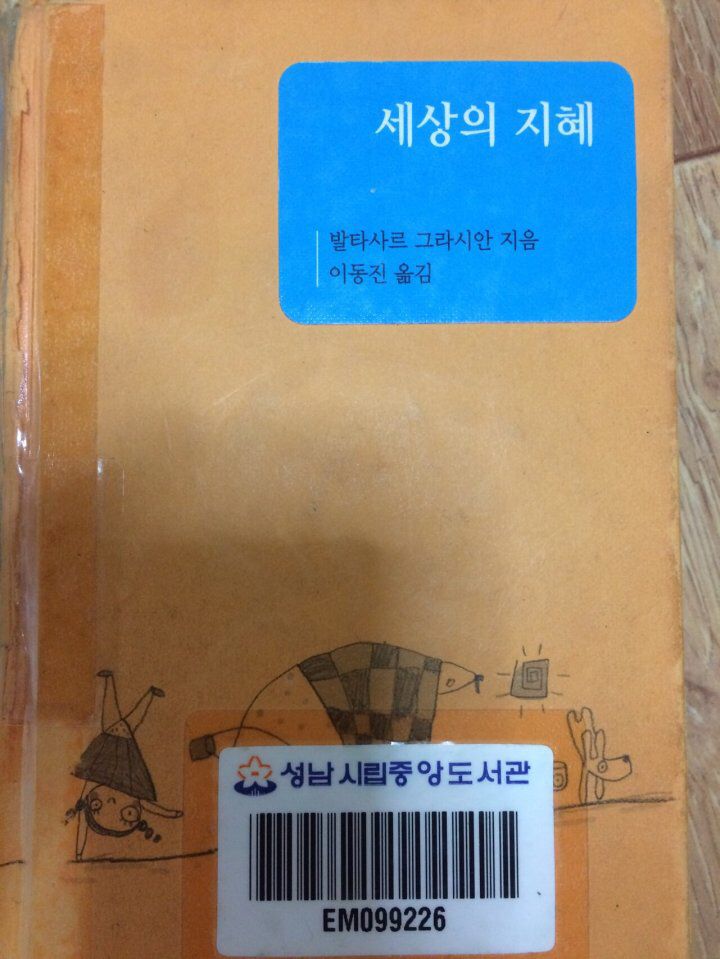 세상의 지혜
발타사르 그라시안 지음
이동진 옮김
성남시립중앙도서관
EM099226